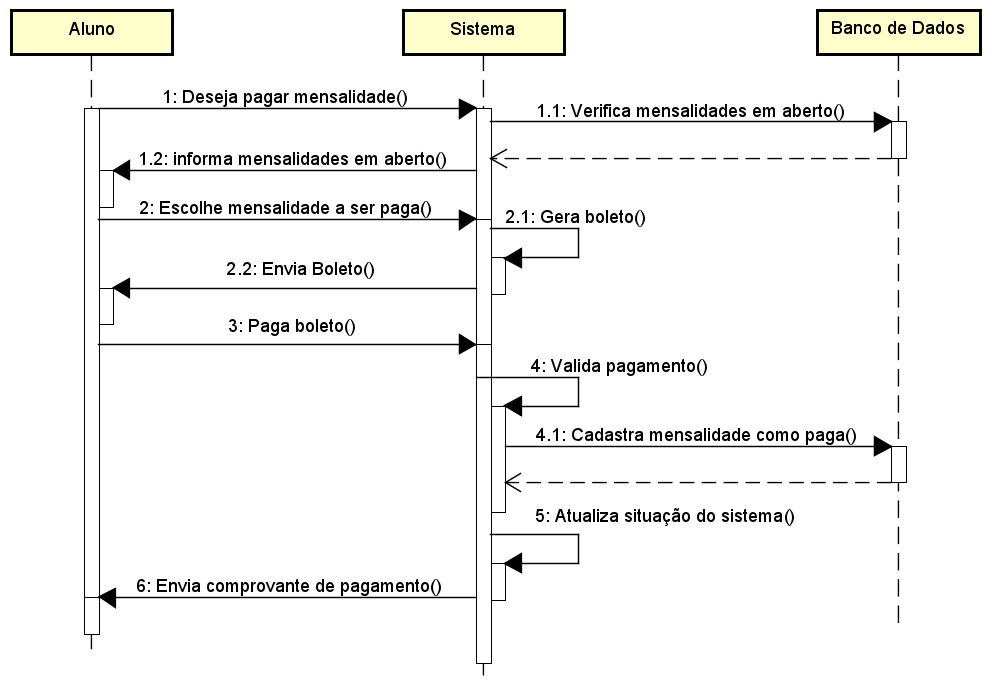 Aluno
Sistema
Banco de Dados
1: Deseja pagar mensalidade()
1.1: Verifica mensalidades em aberto()
1.2: informa mensalidades em aberto()
2: Escolhe mensalidade a ser paga()
2.1: Gera boleto()
2.2: Envia Boleto()
3: Paga boleto()
4: Valida pagamento()
4.1: Cadastra mensalidade como paga()
5: Atualiza situação do sistema()
6: Envia comprovante de pagamento()